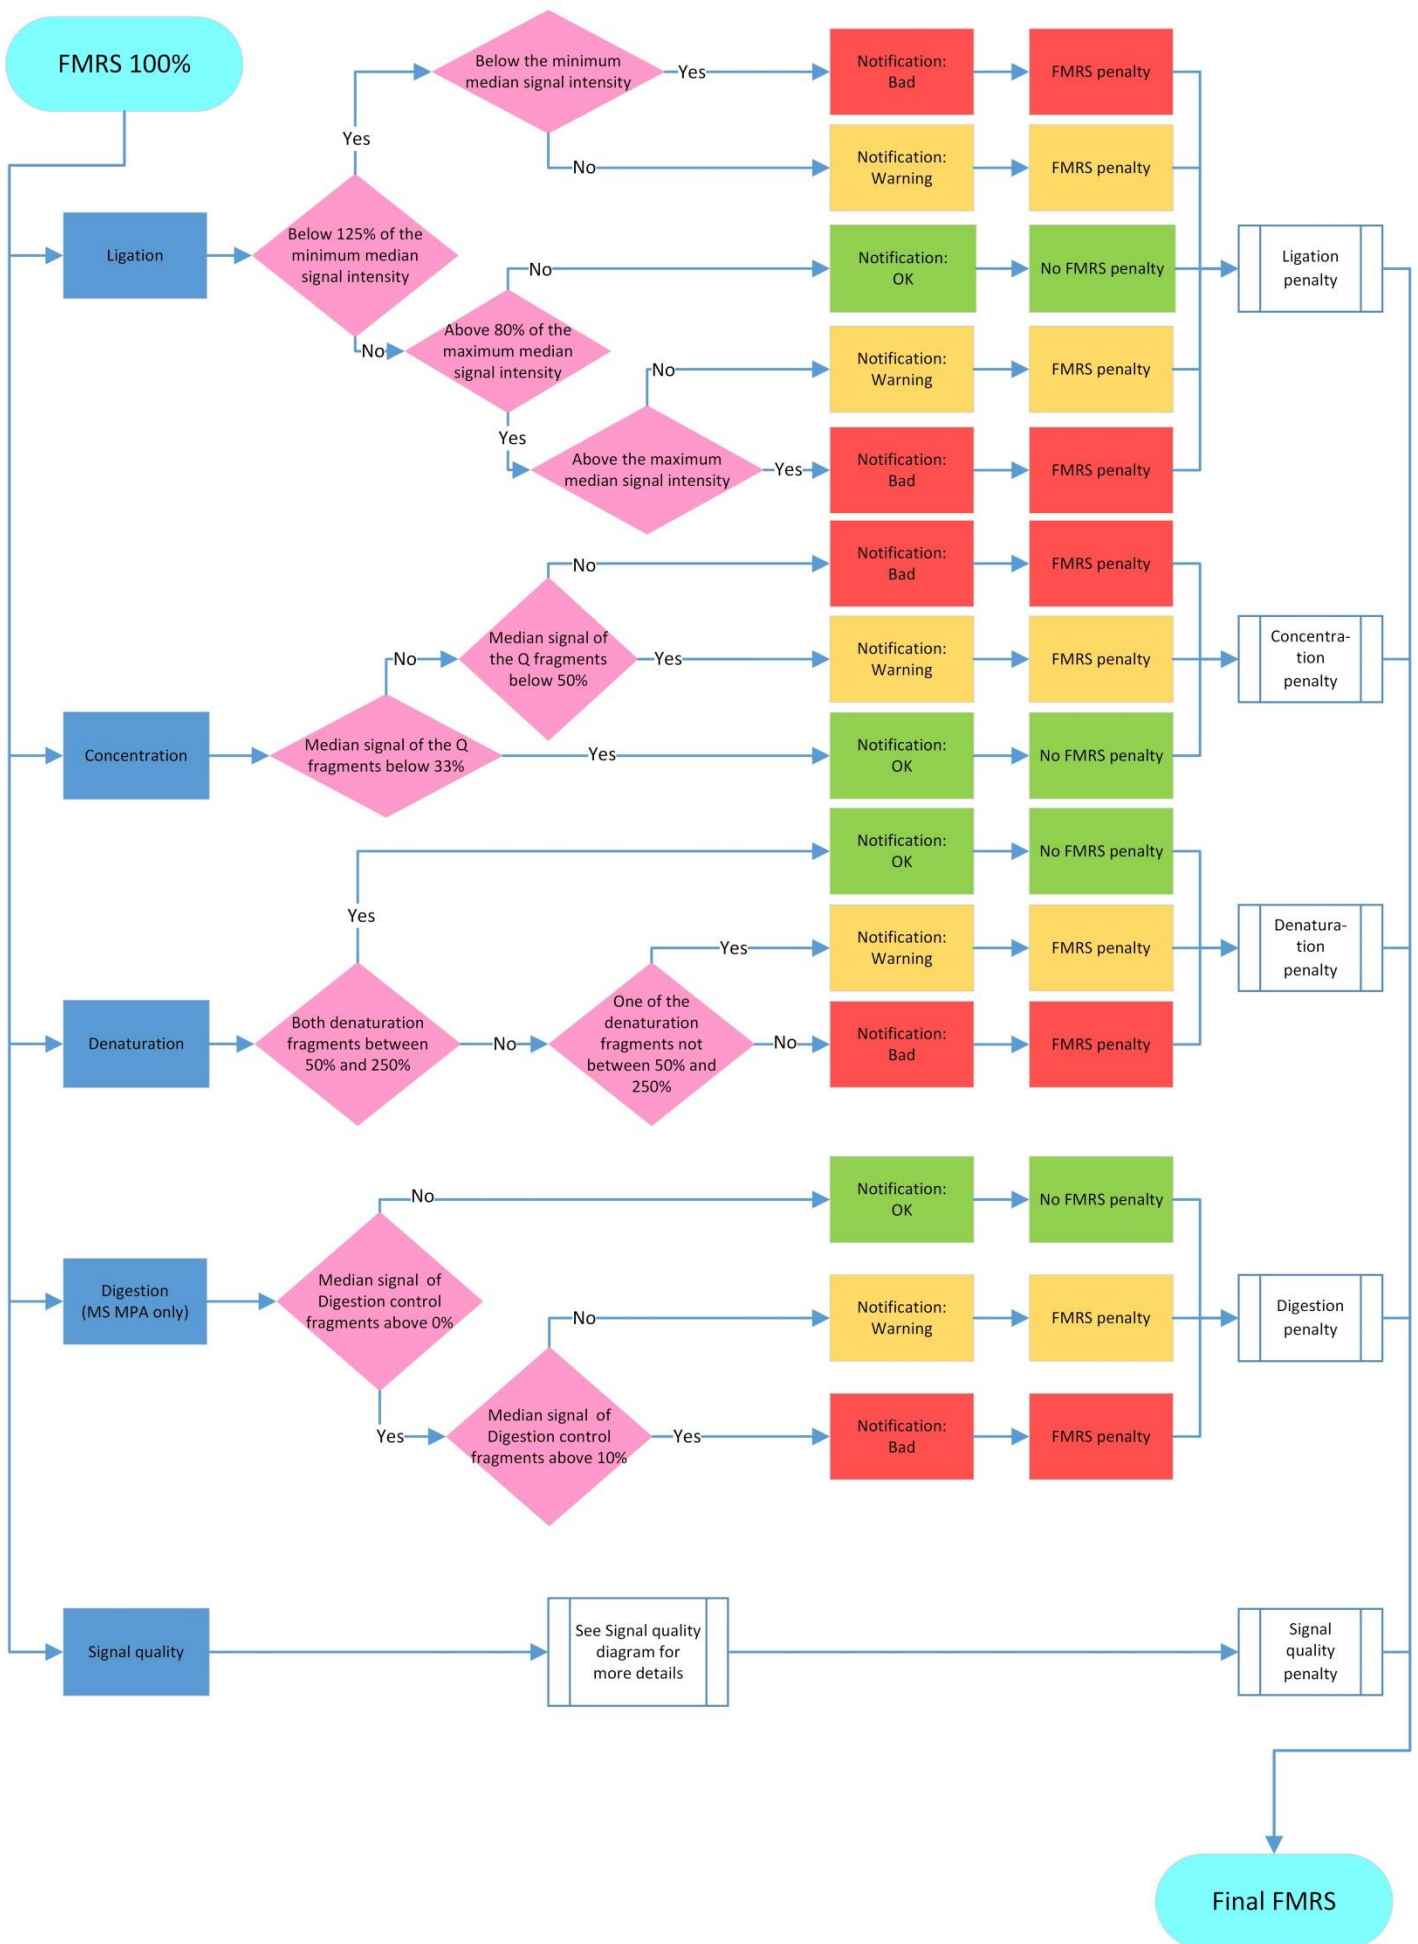 FMRS 100%
Below the minimum
median signal intensity
Yes
Notification:
Bad
FMRS penalty
Yes
No
Notification:
Warning
FMRS penalty
Ligation
Below 125% of the
minimum median
signal intensity
No
Notification:
OK
No FMRS penalty
Ligation
penalty
No
Above 80% of the
maximum median
signal intensity
No
Notification:
Warning
FMRS penalty
Yes
Above the maximum
median signal intensity
Yes
Notification:
Bad
FMRS penalty
No
Notification:
Bad
FMRS penalty
No
Median signal of
the Q fragments
below 50%
Yes
Notification:
Warning
FMRS penalty
Concentra-
tion
penalty
Concentration
Median signal of the Q
fragments below 33%
Yes
Notification:
OK
No FMRS penalty
Notification:
OK
No FMRS penalty
Yes
Yes
Notification:
Warning
FMRS penalty
Denatura-
tion
penalty
Denaturation
Both denaturation
fragments between
50% and 250%
No
One of the
denaturation
fragments not
between 50% and
250%
No
Notification:
Bad
FMRS penalty
No
Notification:
OK
No FMRS penalty
Digestion
(MS MPA only)
Median signal of
Digestion control
fragments above 0%
No
Notification:
Warning
FMRS penalty
Digestion
penalty
Yes
Median signal of
Digestion control
fragments above 10%
Yes
Notification:
Bad
FMRS penalty
Signal quality
See Signal quality
diagram for
more details
Signal
quality
penalty
Final FMRS